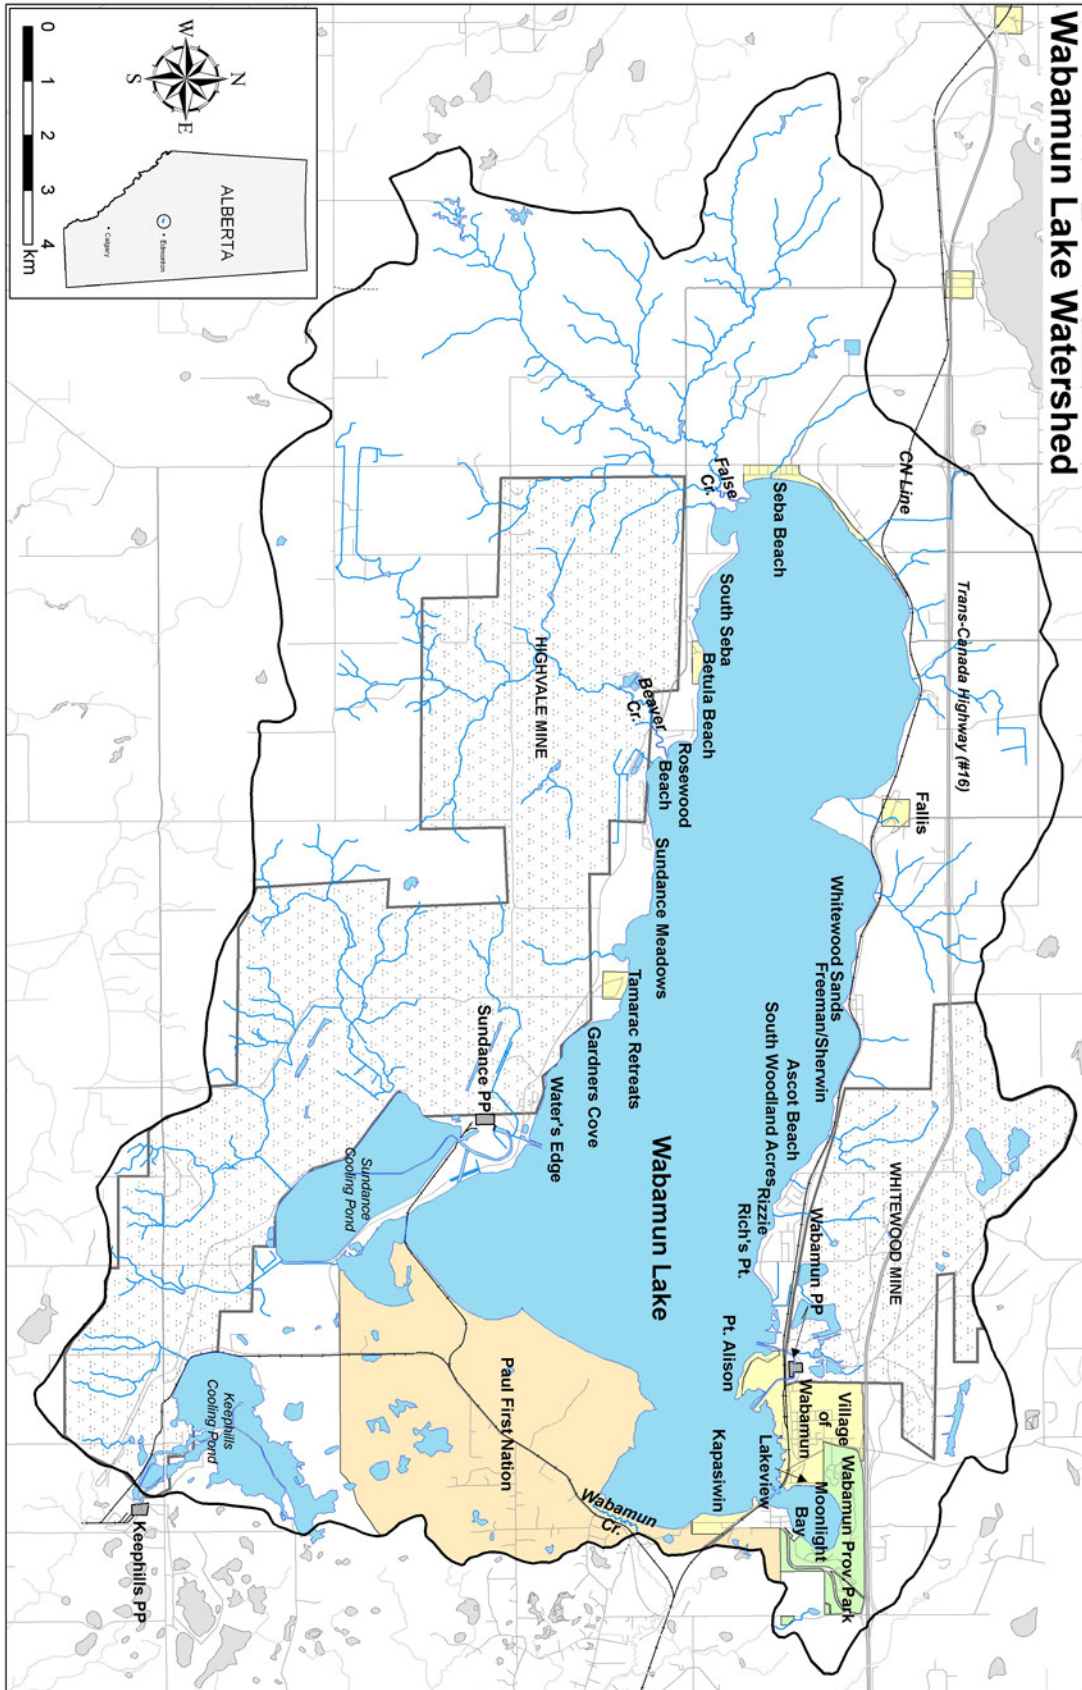 Wabamun Lake Watershed
0 1 2 3 4
km
W
N
S
E
ALBERTA
Edmonton
Calgary
CN Line
Trans-Canada Highway (#16)
False
Cr.
Seba Beach
South Seba
Betula Beach
HIGHVALE MINE
Beaver
Cr.
Rosewood
Beach
Fallis
Sundance Meadows
Whitewood Sands
Freeman/Sherwin
Ascot Beach
South Woodland Acres
Rizzie
Rich's Pt.
Tamarac Retreats
Gardners Cove
Water's Edge
Sundance PP
Sundance
Cooling Pond
Wabamun Lake
WHITEWOOD MINE
Wabamun PP
Pt. Alison
Village
of
Wabamun
Wabamun Prov. Park
Moonlight
Bay
Lakeview
Kapasiwin
Paul First Nation
Wabamun
Cr.
Keephills
Cooling Pond
Keephills PP